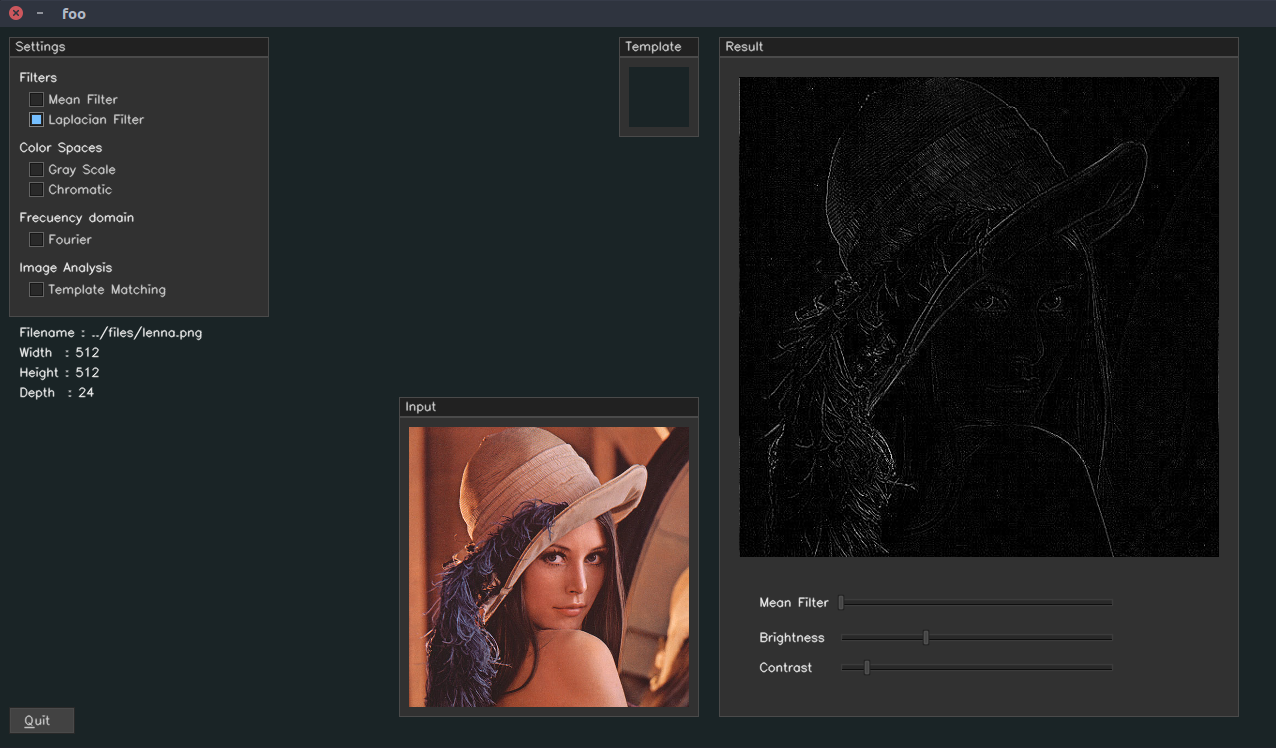 foo
Settings
Filters
Mean Filter
Laplacian Filter
Color Spaces
Gray Scale
Chromatic
Frecuency domain
Fourier
Image Analysis
Template Matching
Filename : ../files/lenna.png
Width : 512
Height : 512
Depth : 24
Quit
Template
Input
Result
Mean Filter
Brightness
Contrast